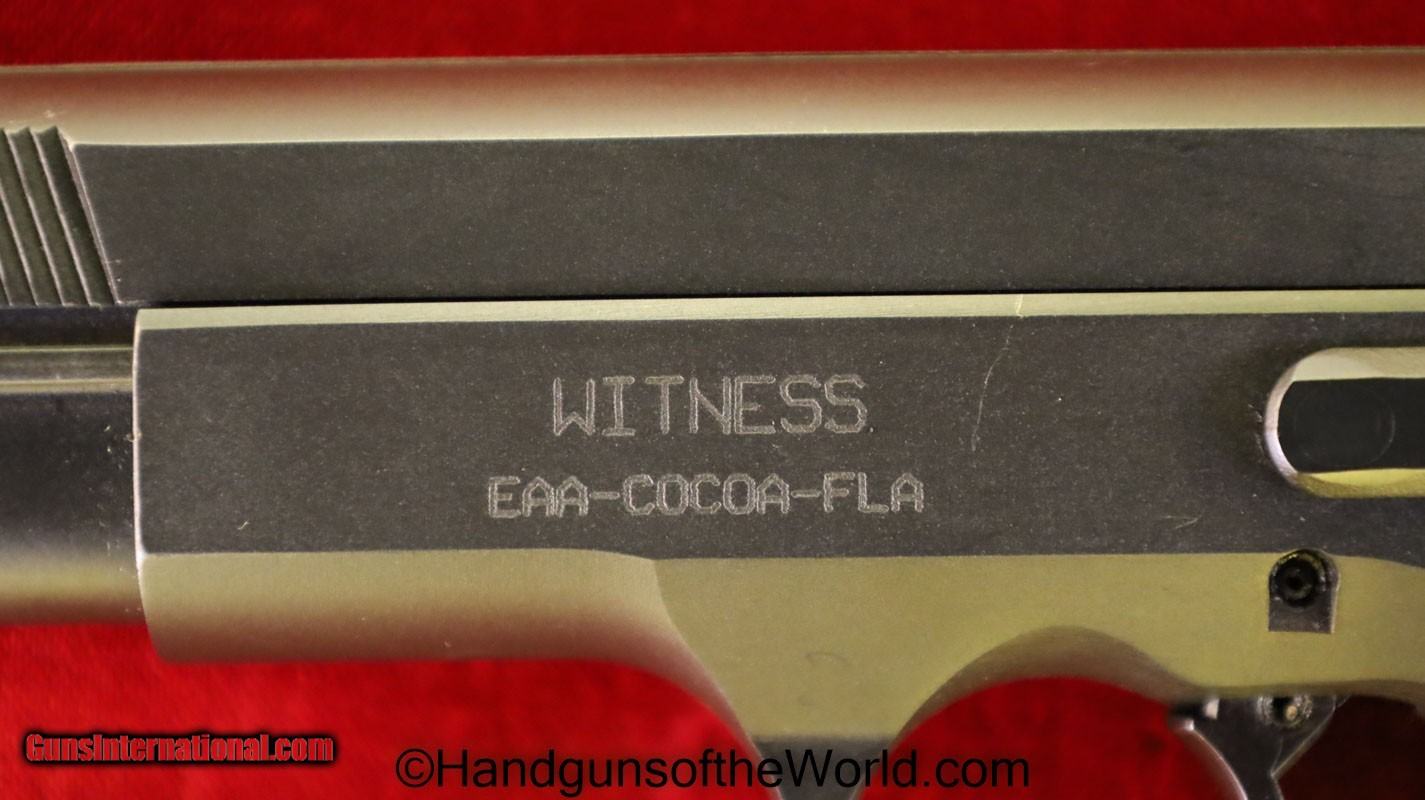 WITNESS
EAA-COCOA-FLA
GunsInternational.com
©HandgunsoftheWorld.com